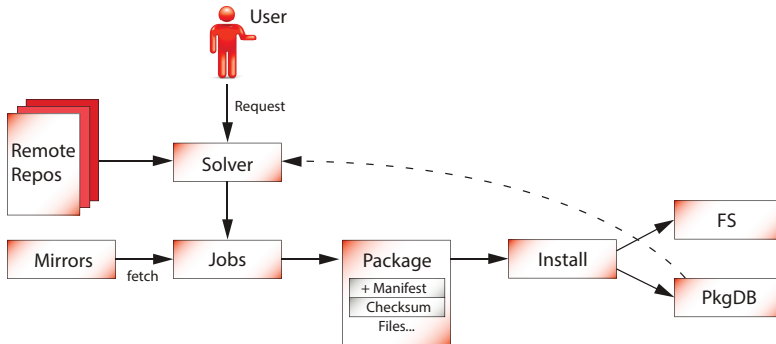 User
Request
Remote
Repos
Solver
FS
Mirrors
fetch
Jobs
Package
+ Manifest
Checksum
Files...
Install
PkgDB